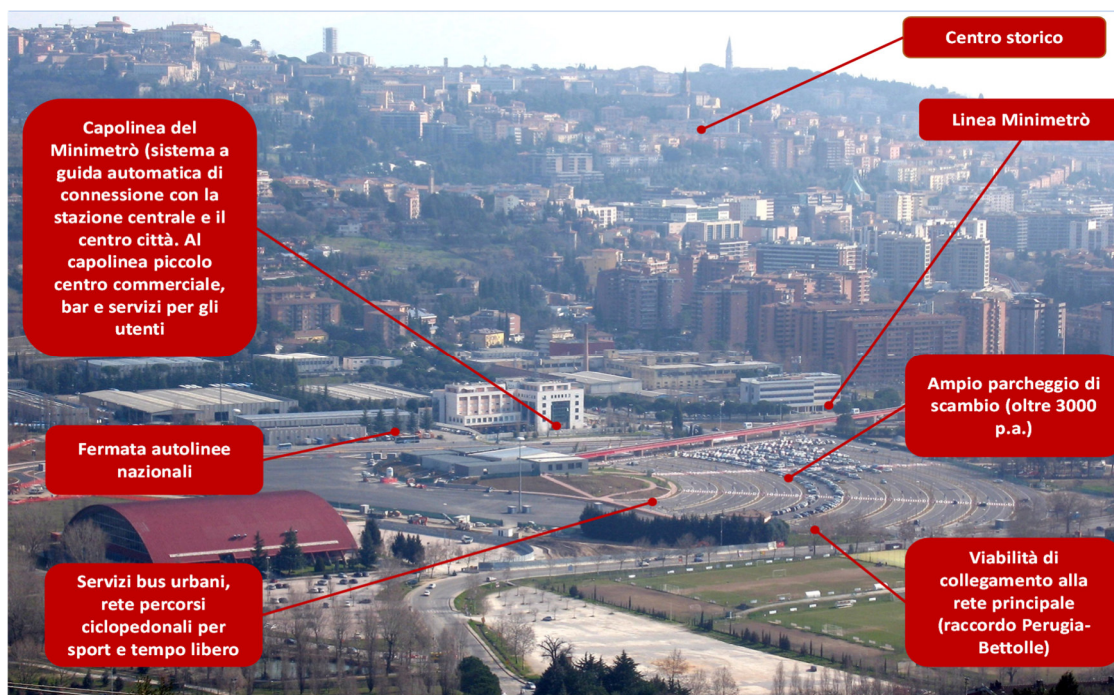 Centro storico
Capolinea del
Minimetrò (sistema a
guida automatica di
connessione con la
stazione centrale e il
centro città. Al
capolinea piccolo
centro commerciale,
bar e servizi per gli
utenti
Linea Minimetrò
Ampio parcheggio di
scambio (oltre 3000
p.a.)
Fermata autolinee
nazionali
Servizi bus urbani,
rete percorsi
ciclopedonali per
sport e tempo libero
Viabilità di
collegamento alla
rete principale
(raccordo Perugia-
Bettolle)